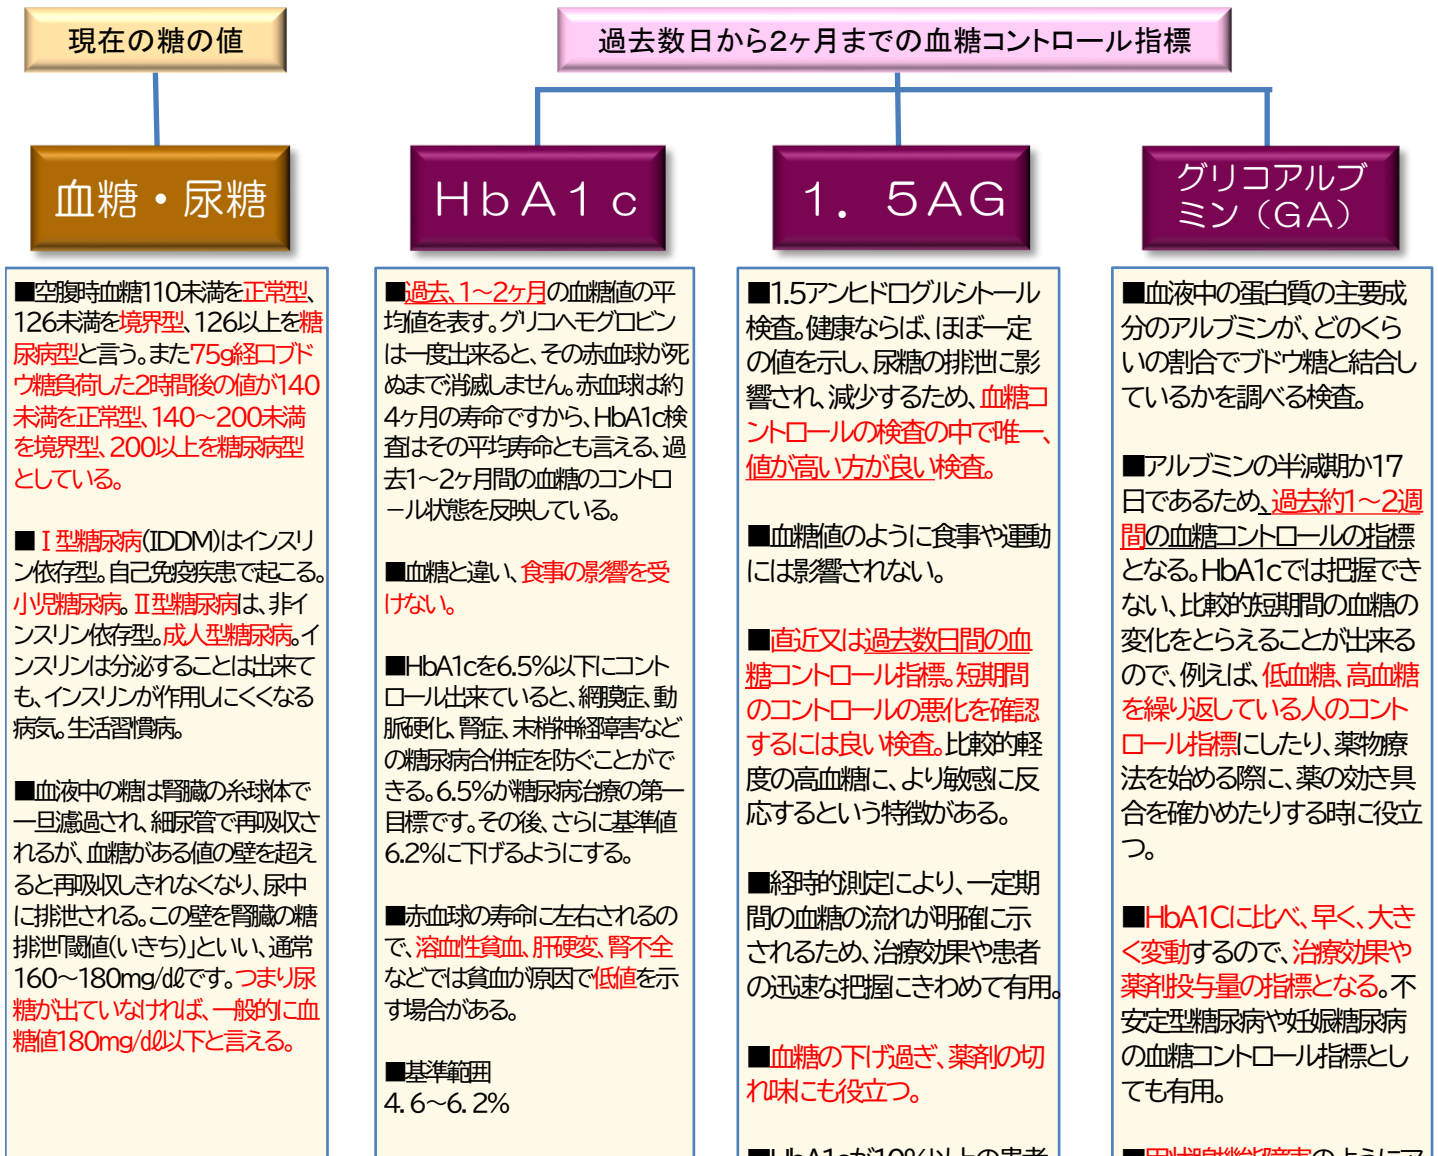 現在の糖の値
過去数日から2ヶ月までの血糖コントロール指標
血糖・尿糖
HbA1c
1．5AG
グリコアルブ
ミン（GA）
■空腹時血糖110未満を正常型、
126未満を境界型、126以上を糖
尿病型と言う。また75g経口ブド
ウ糖負荷した2時間後の値が140
未満を正常型、140～200未満
を境界型、200以上を糖尿病型
としている。
■Ⅰ型糖尿病(IDDM)はインスリ
ン依存型。自己免疫疾患で起こる。
小児糖尿病。Ⅱ型糖尿病は、非イ
ンスリン依存型。成人型糖尿病。イ
ンスリンは分泌することは出来て
も、インスリンが作用しにくくなる
病気。生活習慣病。
■血液中の糖は腎臓の糸球体で
一旦濾過され、細尿管で再吸収さ
れるが、血糖がある値の壁を超え
ると再吸収しきれなくなり、尿中
に排泄される。この壁を腎臓の糖
排泄「閾値(いきち)」といい、通常
160～180mg/㎗です。つまり尿
糖が出ていなければ、一般的に血
糖値180mg/㎗以下と言える。
■過去、1～2ヶ月の血糖値の平
均値を表す。グリコヘモグロビン
は一度出来ると、その赤血球が死
ぬまで消滅しません。赤血球は約
4ヶ月の寿命ですから、HbA1c検
査はその平均寿命とも言える、過
去1～2ヶ月間の血糖のコントロ
ール状態を反映している。
■血糖と違い、食事の影響を受
けない。
■HbA1cを6.5%以下にコント
ロール出来ていると、網膜症、動
脈硬化、腎症、末梢神経障害など
の糖尿病合併症を防ぐことがで
きる。6.5%が糖尿病治療の第一
目標です。その後、さらに基準値
6.2%に下げるようにする。
■赤血球の寿命に左右されるの
で、溶血性貧血、肝硬変、腎不全
などでは貧血が原因で低値を示
す場合がある。
■基準範囲
4．6～6．2%
■1.5アンヒドログルシトール
検査。健康ならば、ほぼ一定
の値を示し、尿糖の排泄に影
響され、減少するため、血糖コ
ントロールの検査の中で唯一、
値が高い方が良い検査。
■血糖値のように食事や運動
には影響されない。
■直近又は過去数日間の血
糖コントロール指標。短期間
のコントロールの悪化を確認
するには良い検査。比較的軽
度の高血糖に、より敏感に反
応するという特徴がある。
■経時的測定により、一定期
間の血糖の流れが明確に示
されるため、治療効果や患者
の迅速な把握にきわめて有用。
■血糖の下げ過ぎ、薬剤の切
れ味にも役立つ。
■HbA1cが10%以上の患者
■血液中の蛋白質の主要成
分のアルブミンが、どのくら
いの割合でブドウ糖と結合し
ているかを調べる検査。
■アルブミンの半減期か17
日であるため、過去約1～2週
間の血糖コントロールの指標
となる。HbA1cでは把握でき
ない、比較的短期間の血糖の
変化をとらえることが出来る
ので、例えば、低血糖、高血糖
を繰り返している人のコント
ロール指標にしたり、薬物療
法を始める際に、薬の効き具
合を確かめたりする時に役立
つ。
■HbA1Cに比べ、早く、大き
く変動するので、治療効果や
薬剤投与量の指標となる。不
安定型糖尿病や妊娠糖尿病
の血糖コントロール指標とし
ても有用。
■甲状腺機能障害のようにア